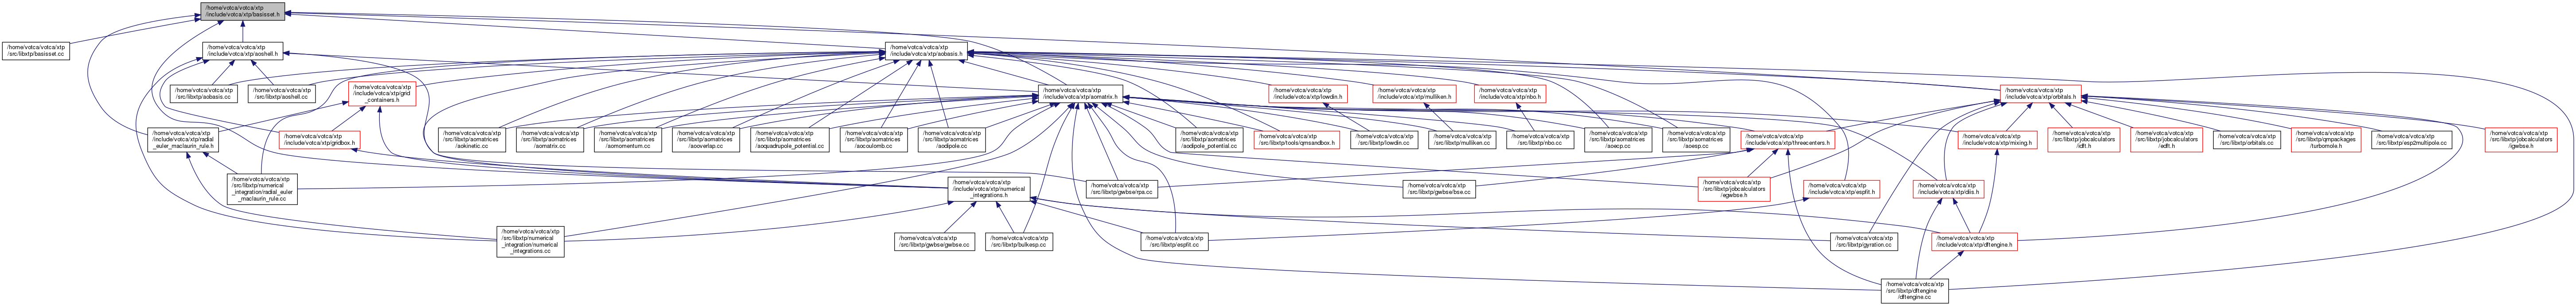 /home/votca/votca/xtp
/include/votca/xtp/basisset.h
/home/votca/votca/xtp
/src/libxtp/basisset.cc
/home/votca/votca/xtp
/include/votca/xtp/aoshell.h
/home/votca/votca/xtp
/include/votca/xtp/aobasis.h
/home/votca/votca/xtp
/src/libxtp/aobasis.cc
/home/votca/votca/xtp
/src/libxtp/aoshell.cc
/home/votca/votca/xtp
/include/votca/xtp/grid
_containers.h
/home/votca/votca/xtp
/include/votca/xtp/aomatrix.h
/home/votca/votca/xtp
/include/votca/xtp/lowdin.h
/home/votca/votca/xtp
/include/votca/xtp/mulliken.h
/home/votca/votca/xtp
/include/votca/xtp/nbo.h
/home/votca/votca/xtp
/include/votca/xtp/orbitals.h
/home/votca/votca/xtp
/include/votca/xtp/radial
_euler_maclaurin_rule.h
/home/votca/votca/xtp
/include/votca/xtp/gridbox.h
/home/votca/votca/xtp
/src/libxtp/aomatrices
/aokinetic.cc
/home/votca/votca/xtp
/src/libxtp/aomatrices
/aomatrix.cc
/home/votca/votca/xtp
/src/libxtp/aomatrices
/aomomentum.cc
/home/votca/votca/xtp
/src/libxtp/aomatrices
/aooverlap.cc
/home/votca/votca/xtp
/src/libxtp/aomatrices
/aoquadrupole_potential.cc
/home/votca/votca/xtp
/src/libxtp/aomatrices
/aocoulomb.cc
/home/votca/votca/xtp
/src/libxtp/aomatrices
/aodipole.cc
/home/votca/votca/xtp
/src/libxtp/aomatrices
/aodipole_potential.cc
/home/votca/votca/xtp
/src/libxtp/tools/qmsandbox.h
/home/votca/votca/xtp
/src/libxtp/lowdin.cc
/home/votca/votca/xtp
/src/libxtp/mulliken.cc
/home/votca/votca/xtp
/src/libxtp/nbo.cc
/home/votca/votca/xtp
/src/libxtp/aomatrices
/aoecp.cc
/home/votca/votca/xtp
/src/libxtp/aomatrices
/aoesp.cc
/home/votca/votca/xtp
/include/votca/xtp/threecenters.h
/home/votca/votca/xtp
/include/votca/xtp/mixing.h
/home/votca/votca/xtp
/src/libxtp/jobcalculators
/idft.h
/home/votca/votca/xtp
/src/libxtp/jobcalculators
/edft.h
/home/votca/votca/xtp
/src/libxtp/orbitals.cc
/home/votca/votca/xtp
/src/libxtp/qmpackages
/turbomole.h
/home/votca/votca/xtp
/src/libxtp/esp2multipole.cc
/home/votca/votca/xtp
/src/libxtp/jobcalculators
/igwbse.h
/home/votca/votca/xtp
/src/libxtp/numerical
_integration/radial_euler
_maclaurin_rule.cc
/home/votca/votca/xtp
/include/votca/xtp/numerical
_integrations.h
/home/votca/votca/xtp
/src/libxtp/gwbse/rpa.cc
/home/votca/votca/xtp
/src/libxtp/gwbse/bse.cc
/home/votca/votca/xtp
/src/libxtp/jobcalculators
/egwbse.h
/home/votca/votca/xtp
/include/votca/xtp/espfit.h
/home/votca/votca/xtp
/include/votca/xtp/diis.h
/home/votca/votca/xtp
/src/libxtp/numerical
_integration/numerical
_integrations.cc
/home/votca/votca/xtp
/src/libxtp/gwbse/gwbse.cc
/home/votca/votca/xtp
/src/libxtp/bulkesp.cc
/home/votca/votca/xtp
/src/libxtp/espfit.cc
/home/votca/votca/xtp
/src/libxtp/gyration.cc
/home/votca/votca/xtp
/include/votca/xtp/dftengine.h
/home/votca/votca/xtp
/src/libxtp/dftengine
/dftengine.cc